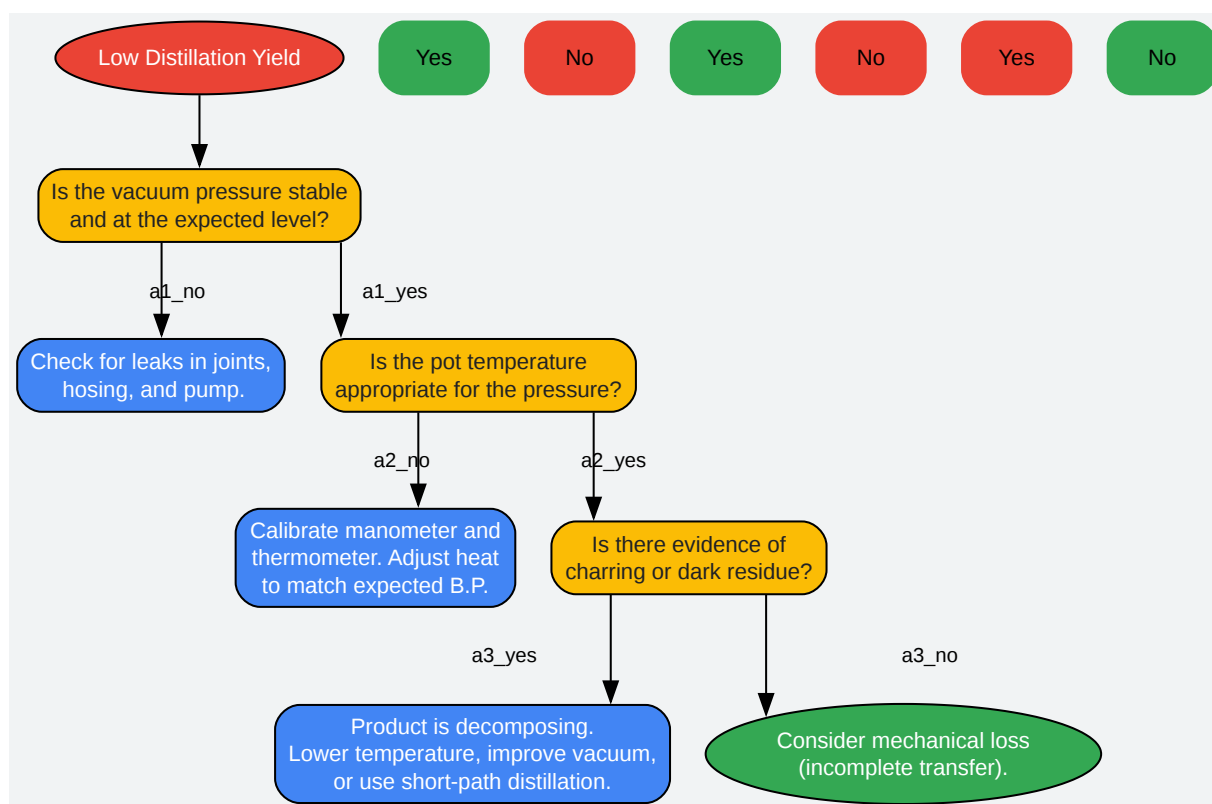 Low Distillation Yield
Yes
No
Yes
No
Yes
No
Is the vacuum pressure stable
and at the expected level?
a1_no
a1_yes
Check for leaks in joints,
hosing, and pump.
Is the pot temperature
appropriate for the pressure?
a2_no
a2_yes
Calibrate manometer and
thermometer. Adjust heat
to match expected B.P.
Is there evidence of
charring or dark residue?
a3_yes
a3_no
Product is decomposing.
Lower temperature, improve vacuum,
or use short-path distillation.
Consider mechanical loss
(incomplete transfer).